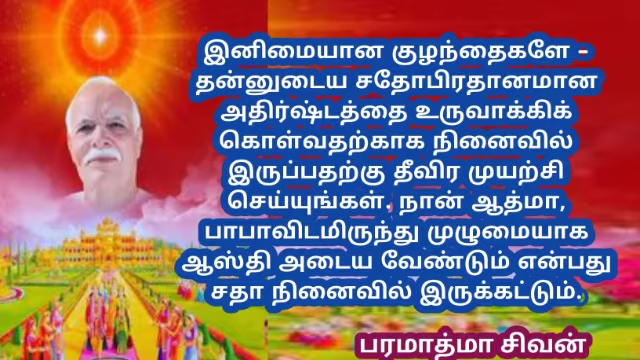 இனிமையான குழந்தைகளே -
தன்னுடைய சதோபிரதானமான
அதிர்ஷ்டத்தை உருவாக்கிக்
கொள்வதற்காக நினைவில்
இருப்பதற்கு தீவிர முயற்சி
செய்யுங்கள். நான் ஆத்மா,
பாபாவிடமிருந்து முழுமையாக
ஆஸ்தி அடைய வேண்டும் என்பது
சதா நினைவில் இருக்கட்டும்.
பரமாத்மா சிவன்